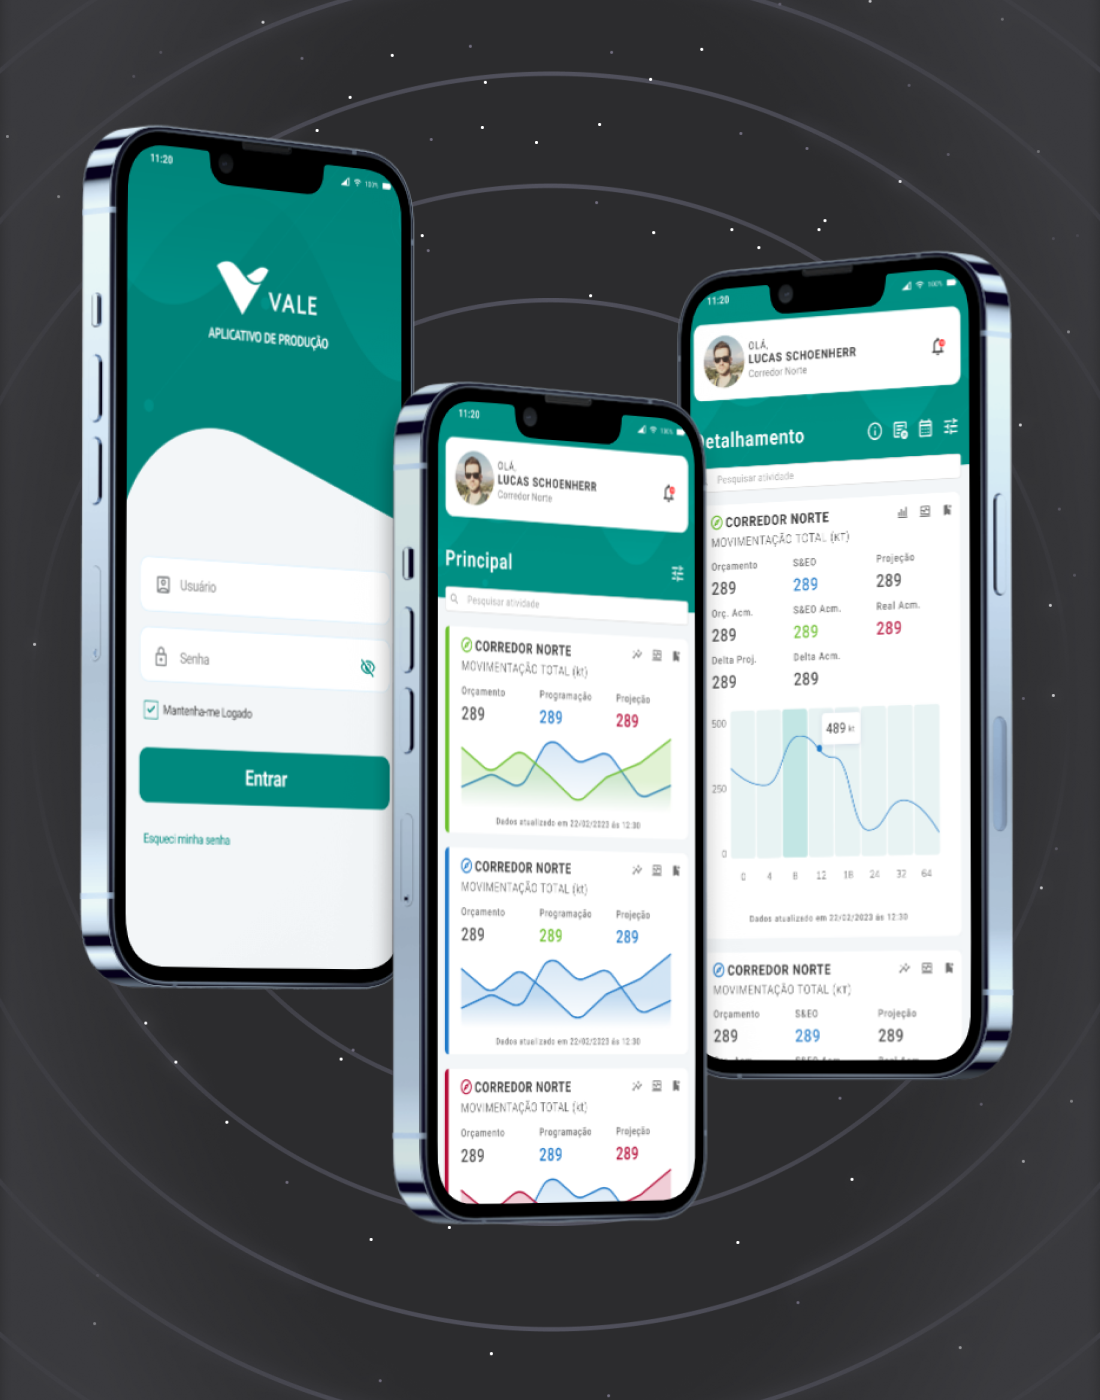 11:20
100%
VALE
APLICATIVO DE PRODUÇÃO
Usuário
Senha
Mantenha-me Logado
Entrar
Esqueci minha senha
11:20
100%
OLÁ,
LUCAS SCHOENHERR
Corredor Norte
Principal
Pesquisar atividade
CORREDOR NORTE
MOVIMENTAÇÃO TOTAL (kt)
Orçamento Programação Projeção
289 289 289
Dados atualizado em 22/02/2023 às 12:30
CORREDOR NORTE
MOVIMENTAÇÃO TOTAL (kt)
Orçamento Programação Projeção
289 289 289
Dados atualizado em 22/02/2023 às 12:30
CORREDOR NORTE
MOVIMENTAÇÃO TOTAL (kt)
Orçamento Programação Projeção
289 289 289
11:20
100%
OLÁ,
LUCAS SCHOENHERR
Corredor Norte
etalhamento
Pesquisar atividade
CORREDOR NORTE
MOVIMENTAÇÃO TOTAL (KT)
Orçamento S&EO Projeção
289 289 289
Orç. Acm. S&EO Acm. Real Acm.
289 289 289
Delta Proj. Delta Acm.
289 289
500
489 kt
250
0
0 4 8 12 18 24 32 64
Dados atualizado em 22/02/2023 às 12:30
CORREDOR NORTE
MOVIMENTAÇÃO TOTAL (KT)
Orçamento S&EO Projeção
289 289 289